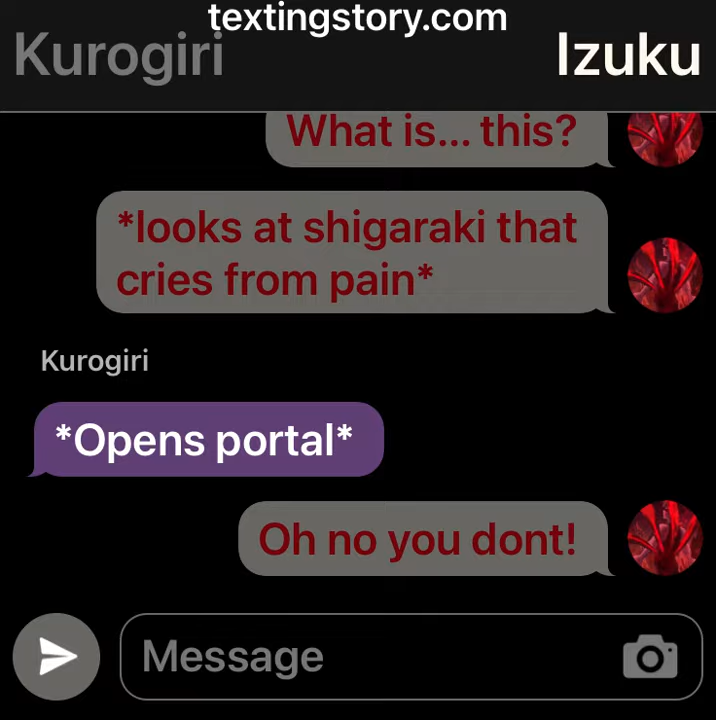 textingstory.com
Kurogiri
Izuku
What is... this?
*looks at shigaraki that
cries from pain*
Kurogiri
*Opens portal*
Oh no you dont!
Message